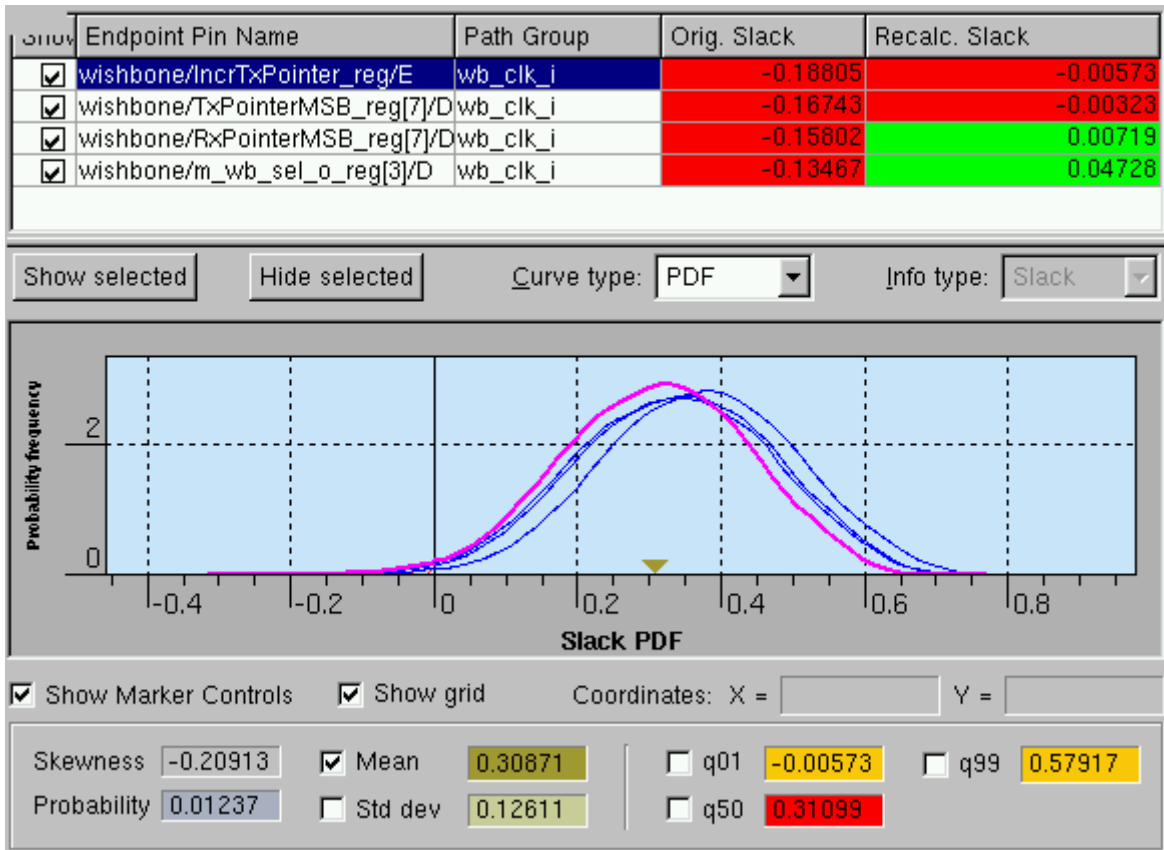 Show Endpoint Pin Name Path Group Orig. Slack Recalc. Slack
wishbone/IncrTxPointer_reg/E wb_clk_i -0.18805 -0.00573
wishbone/TxPointerMSB_reg[7]/D wb_clk_i -0.16743 -0.00323
wishbone/RxPointerMSB_reg[7]/D wb_clk_i -0.15802 0.00719
wishbone/m_wb_sel_o_reg[3]/D wb_clk_i -0.13467 0.04728
Show selected Hide selected Curve type: PDF Info type: Slack
Probability frequency
2
0
-0.4 -0.2 0 0.2 0.4 0.6 0.8
Slack PDF
Show Marker Controls Show grid Coordinates: X = Y =
Skewness -0.20913 Mean 0.30871 q01 -0.00573 q99 0.57917
Probability 0.01237 Std dev 0.12611 q50 0.31099